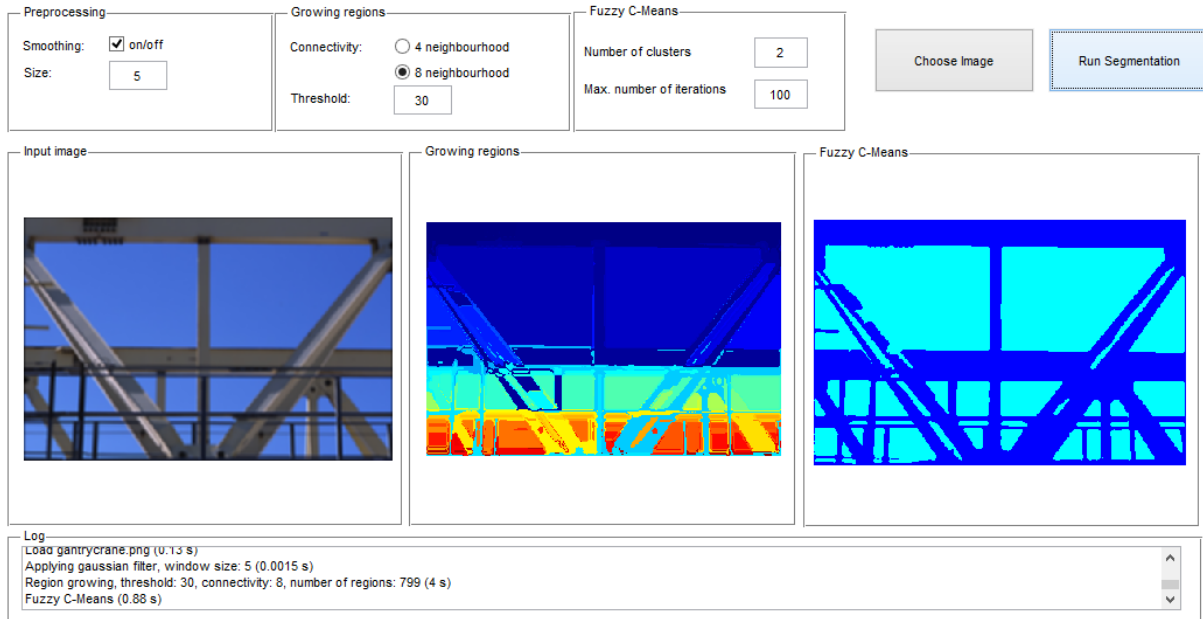 Preprocessing
Smoothing: on/off
Size: 5
Growing regions
Connectivity: 4 neighbourhood
8 neighbourhood
Threshold: 30
Fuzzy C-Means
Number of clusters 2
Max. number of iterations 100
Choose Image
Run Segmentation
Input image
Growing regions
Fuzzy C-Means
Log
Load gantrycrane.png (0.13 s)
Applying gaussian filter, window size: 5 (0.0015 s)
Region growing, threshold: 30, connectivity: 8, number of regions: 799 (4 s)
Fuzzy C-Means (0.88 s)